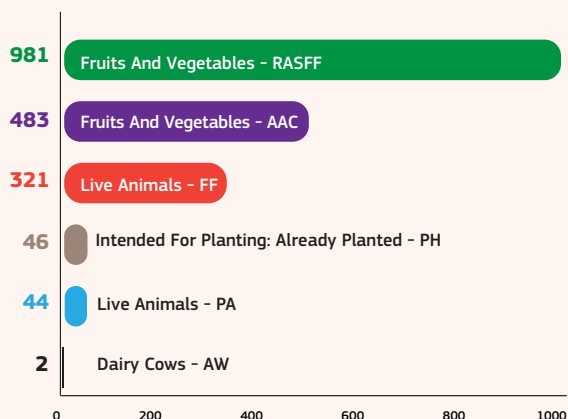 981 Fruits And Vegetables - RASFF
483 Fruits And Vegetables - AAC
321 Live Animals - FF
46 Intended For Planting: Already Planted - PH
44 Live Animals - PA
2 Dairy Cows - AW
0 200 400 600 800 1000